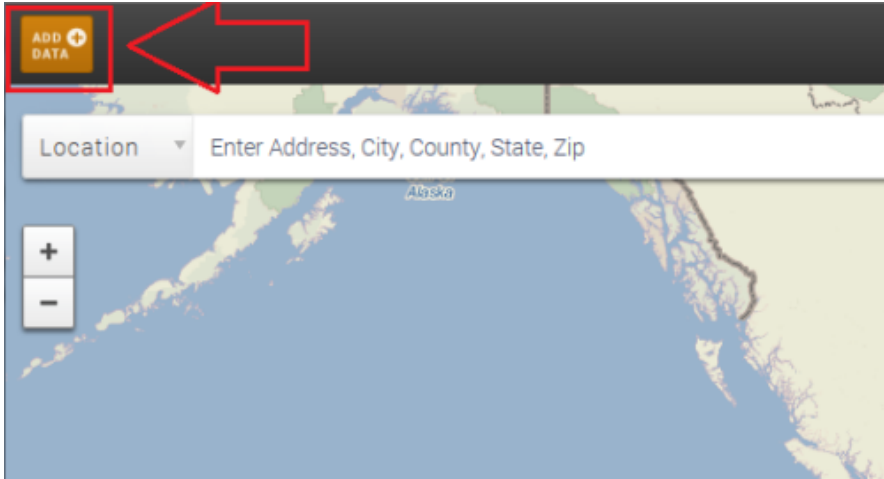 ADD
DATA
Location
Enter Address, City, County, State, Zip
Alaska
+
−